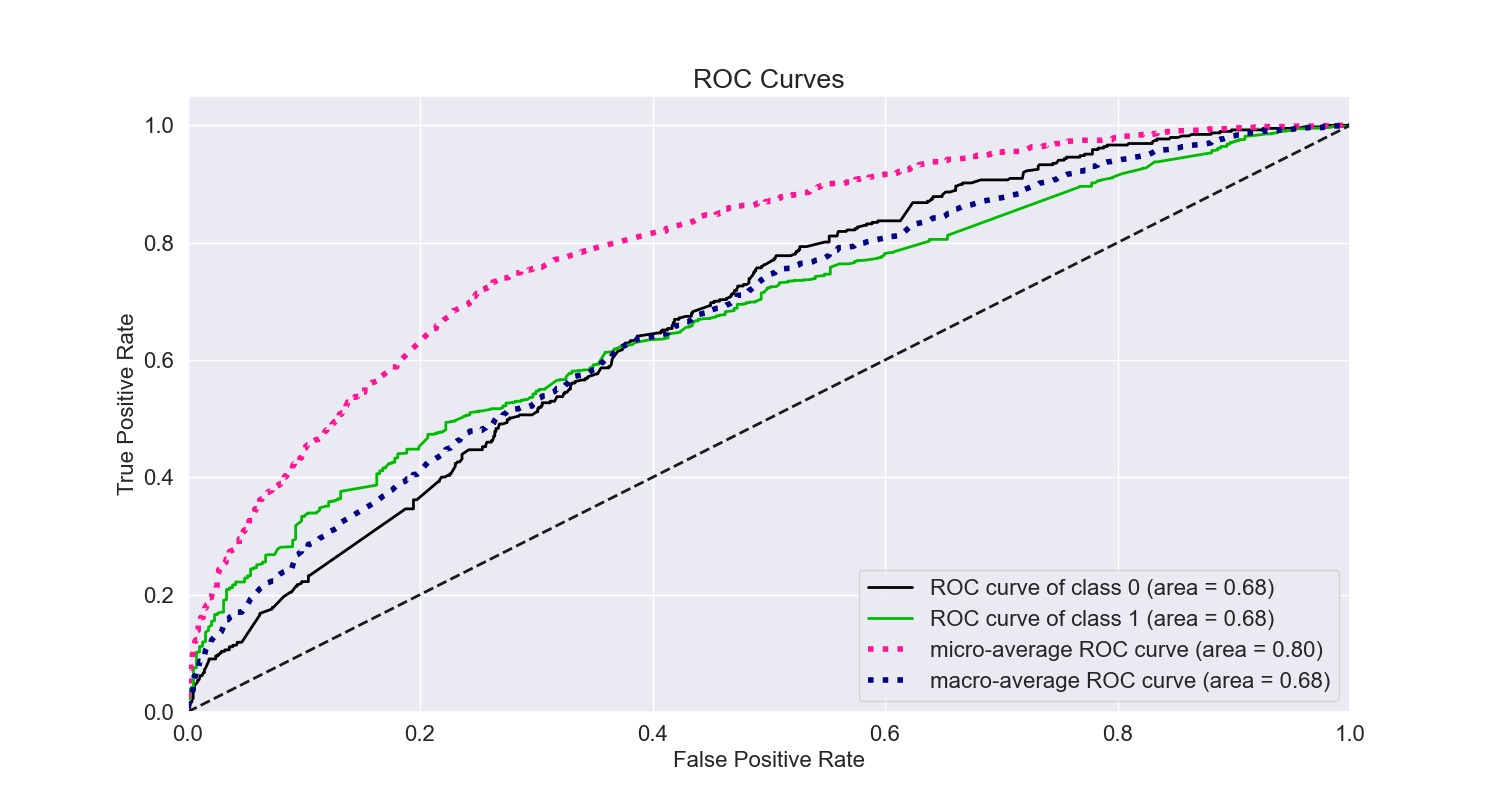 ROC Curves
1.0
0.8
0.6
0.4
0.2
0.0
True Positive Rate
0.0 0.2 0.4 0.6 0.8 1.0
False Positive Rate
ROC curve of class 0 (area = 0.68)
ROC curve of class 1 (area = 0.68)
micro-average ROC curve (area = 0.80)
macro-average ROC curve (area = 0.68)